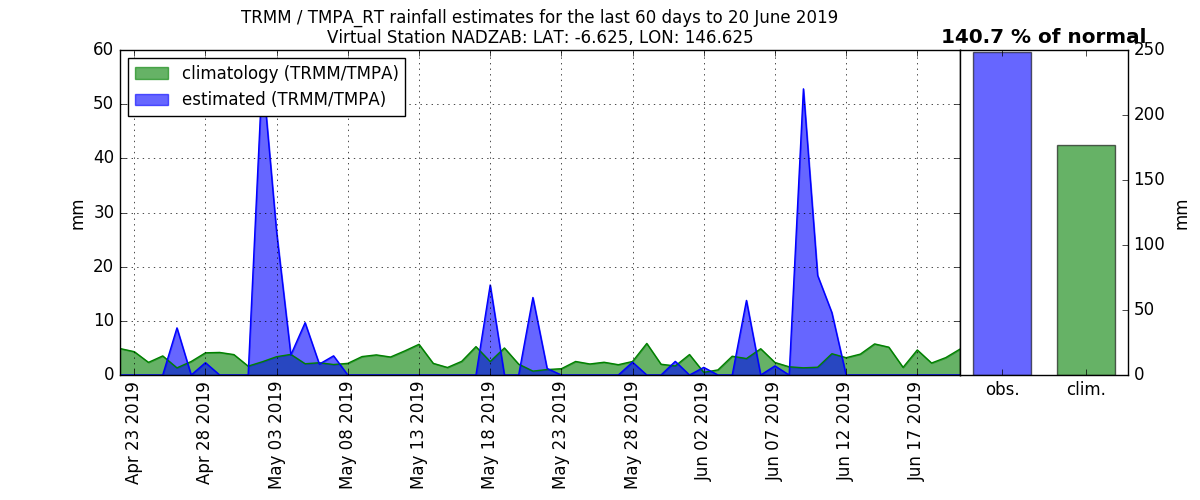 TRMM / TMPA_RT rainfall estimates for the last 60 days to 20 June 2019
Virtual Station NADZAB: LAT: -6.625, LON: 146.625
140.7 % of normal
climatology (TRMM/TMPA)
estimated (TRMM/TMPA)
60
50
40
30
20
10
0
mm
Apr 23 2019
Apr 28 2019
May 03 2019
May 08 2019
May 13 2019
May 18 2019
May 23 2019
May 28 2019
Jun 02 2019
Jun 07 2019
Jun 12 2019
Jun 17 2019
250
200
150
100
50
0
mm
obs.
clim.